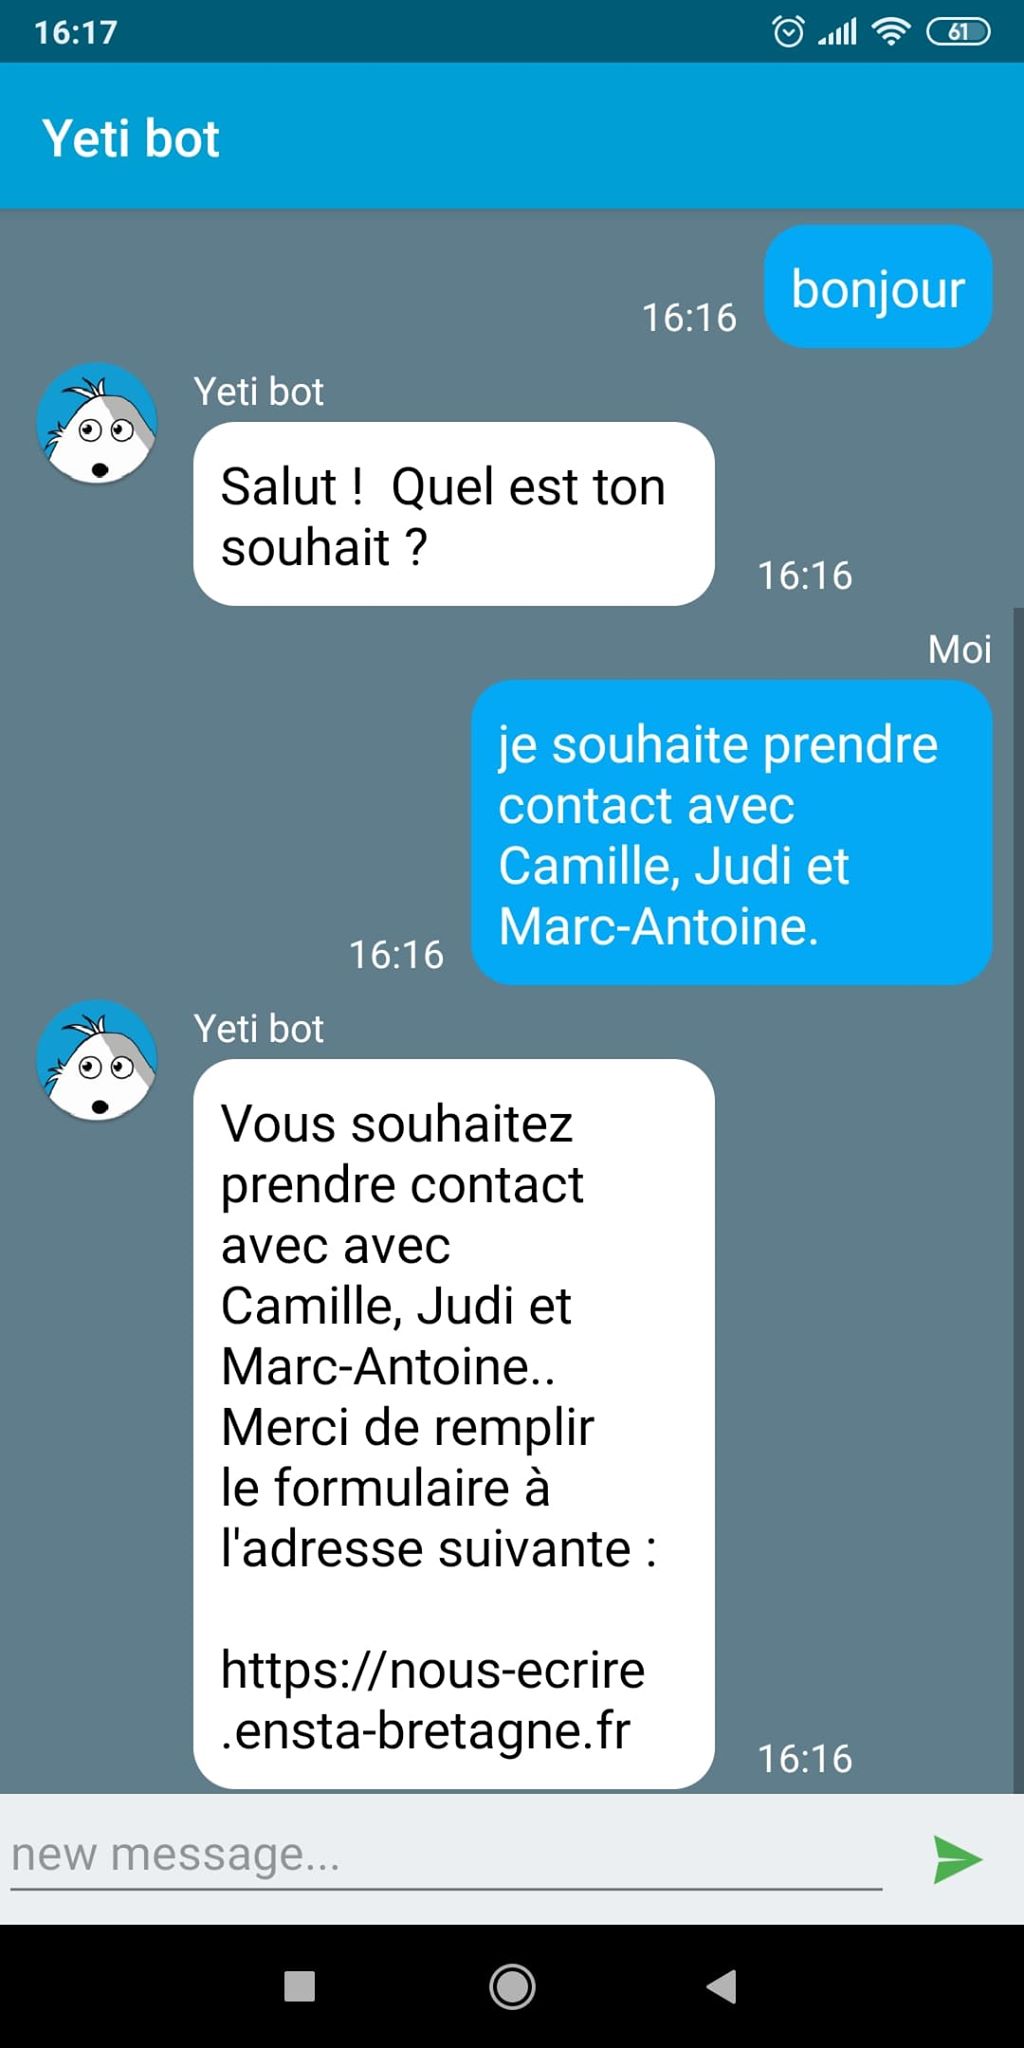 16:17
61
Yeti bot
bonjour
16:16
Yeti bot
Salut !  Quel est ton
souhait ?
16:16
Moi
je souhaite prendre
contact avec
Camille, Judi et
Marc-Antoine.
16:16
Yeti bot
Vous souhaitez
prendre contact
avec avec
Camille, Judi et
Marc-Antoine..
Merci de remplir
le formulaire à
l'adresse suivante :
https://nous-ecrire
.ensta-bretagne.fr
16:16
new message...